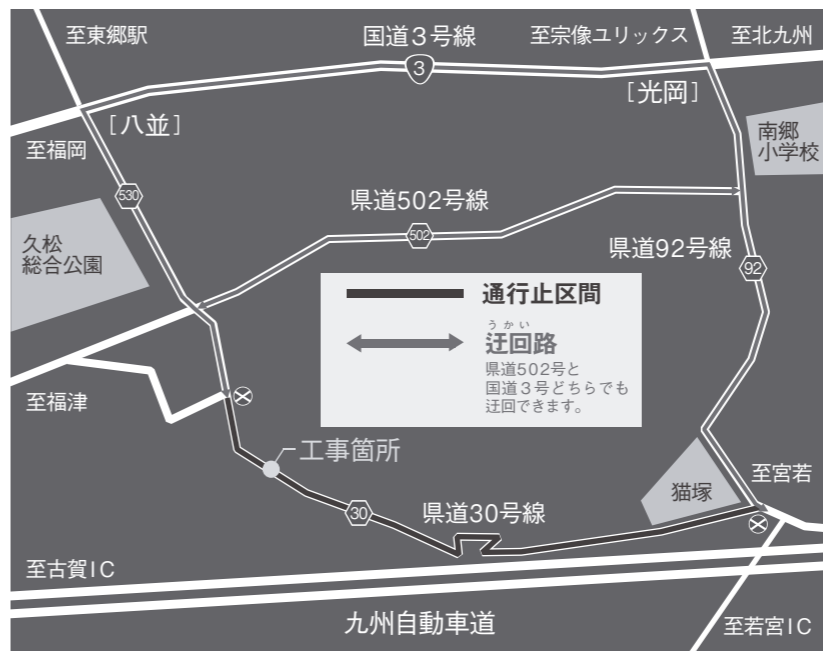 至東郷駅
国道3号線
至宗像ユリックス
至北九州
3
[八並]
[光岡]
至福岡
南郷
小学校
530
県道502号線
502
久松
総合公園
県道92号線
92
通行止区間
うかい
迂回路
県道502号と
国道3号どちらでも
迂回できます。
至福津
工事箇所
30
県道30号線
猫塚
至宮若
至古賀IC
九州自動車道
至若宮IC